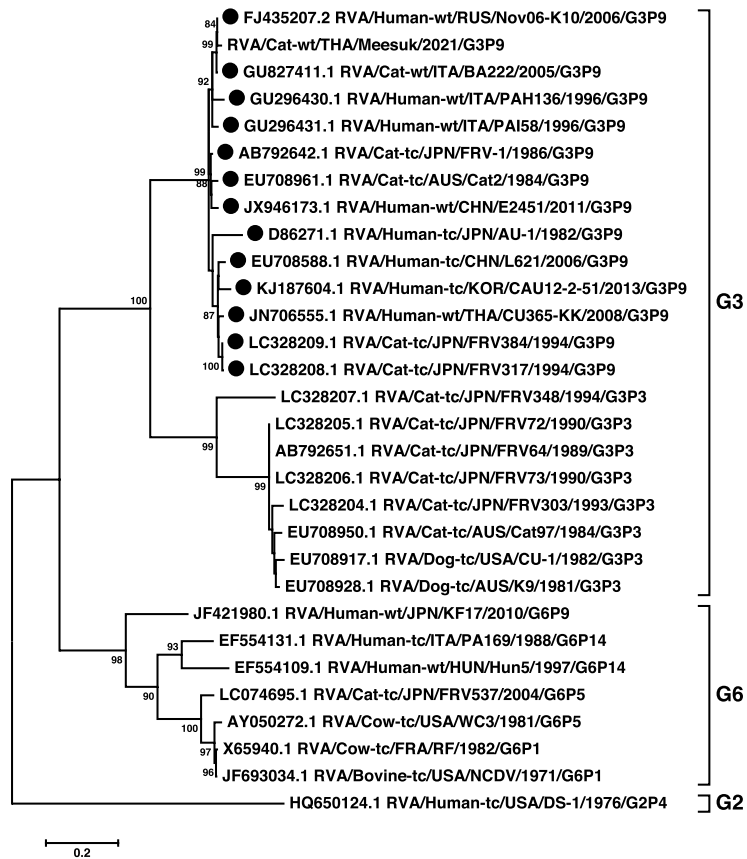 84
FJ435207.2 RVA/Human-wt/RUS/Nov06-K10/2006/G3P9
99
RVA/Cat-wt/THA/Meesuk/2021/G3P9
GU827411.1 RVA/Cat-wt/ITA/BA222/2005/G3P9
92
GU296430.1 RVA/Human-wt/ITA/PAH136/1996/G3P9
GU296431.1 RVA/Human-wt/ITA/PAI58/1996/G3P9
AB792642.1 RVA/Cat-tc/JPN/FRV-1/1986/G3P9
99
88
EU708961.1 RVA/Cat-tc/AUS/Cat2/1984/G3P9
JX946173.1 RVA/Human-wt/CHN/E2451/2011/G3P9
D86271.1 RVA/Human-tc/JPN/AU-1/1982/G3P9
EU708588.1 RVA/Human-tc/CHN/L621/2006/G3P9
KJ187604.1 RVA/Human-tc/KOR/CAU12-2-51/2013/G3P9
G3
100
87
JN706555.1 RVA/Human-wt/THA/CU365-KK/2008/G3P9
LC328209.1 RVA/Cat-tc/JPN/FRV384/1994/G3P9
100
LC328208.1 RVA/Cat-tc/JPN/FRV317/1994/G3P9
LC328207.1 RVA/Cat-tc/JPN/FRV348/1994/G3P3
LC328205.1 RVA/Cat-tc/JPN/FRV72/1990/G3P3
99
AB792651.1 RVA/Cat-tc/JPN/FRV64/1989/G3P3
LC328206.1 RVA/Cat-tc/JPN/FRV73/1990/G3P3
99
LC328204.1 RVA/Cat-tc/JPN/FRV303/1993/G3P3
EU708950.1 RVA/Cat-tc/AUS/Cat97/1984/G3P3
EU708917.1 RVA/Dog-tc/USA/CU-1/1982/G3P3
EU708928.1 RVA/Dog-tc/AUS/K9/1981/G3P3
JF421980.1 RVA/Human-wt/JPN/KF17/2010/G6P9
EF554131.1 RVA/Human-tc/ITA/PA169/1988/G6P14
93
98
EF554109.1 RVA/Human-wt/HUN/Hun5/1997/G6P14
90
LC074695.1 RVA/Cat-tc/JPN/FRV537/2004/G6P5
G6
100
AY050272.1 RVA/Cow-tc/USA/WC3/1981/G6P5
97
X65940.1 RVA/Cow-tc/FRA/RF/1982/G6P1
96
JF693034.1 RVA/Bovine-tc/USA/NCDV/1971/G6P1
HQ650124.1 RVA/Human-tc/USA/DS-1/1976/G2P4
G2
0.2